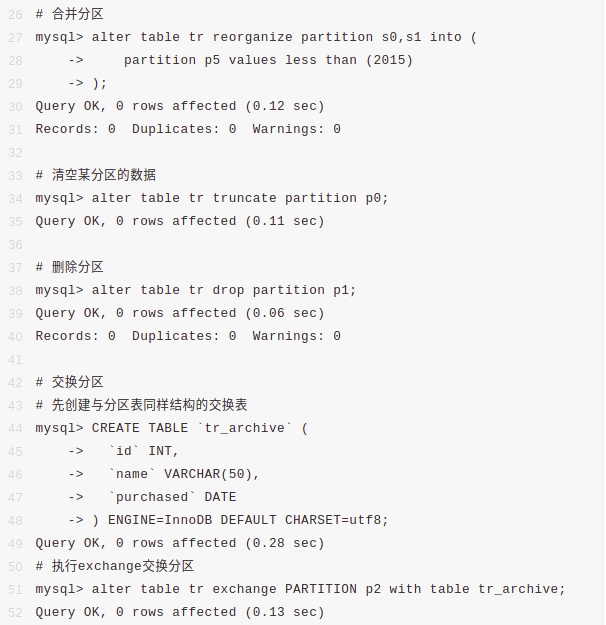 26 # 合并分区
27 mysql> alter table tr reorganize partition s0,s1 into (
28     ->     partition p5 values less than (2015)
29     -> );
30 Query OK, 0 rows affected (0.12 sec)
31 Records: 0  Duplicates: 0  Warnings: 0
32
33 # 清空某分区的数据
34 mysql> alter table tr truncate partition p0;
35 Query OK, 0 rows affected (0.11 sec)
36
37 # 删除分区
38 mysql> alter table tr drop partition p1;
39 Query OK, 0 rows affected (0.06 sec)
40 Records: 0  Duplicates: 0  Warnings: 0
41
42 # 交换分区
43 # 先创建与分区表同样结构的交换表
44 mysql> CREATE TABLE `tr_archive` (
45     ->   `id` INT,
46     ->   `name` VARCHAR(50),
47     ->   `purchased` DATE
48     -> ) ENGINE=InnoDB DEFAULT CHARSET=utf8;
49 Query OK, 0 rows affected (0.28 sec)
50 # 执行exchange交换分区
51 mysql> alter table tr exchange PARTITION p2 with table tr_archive;
52 Query OK, 0 rows affected (0.13 sec)